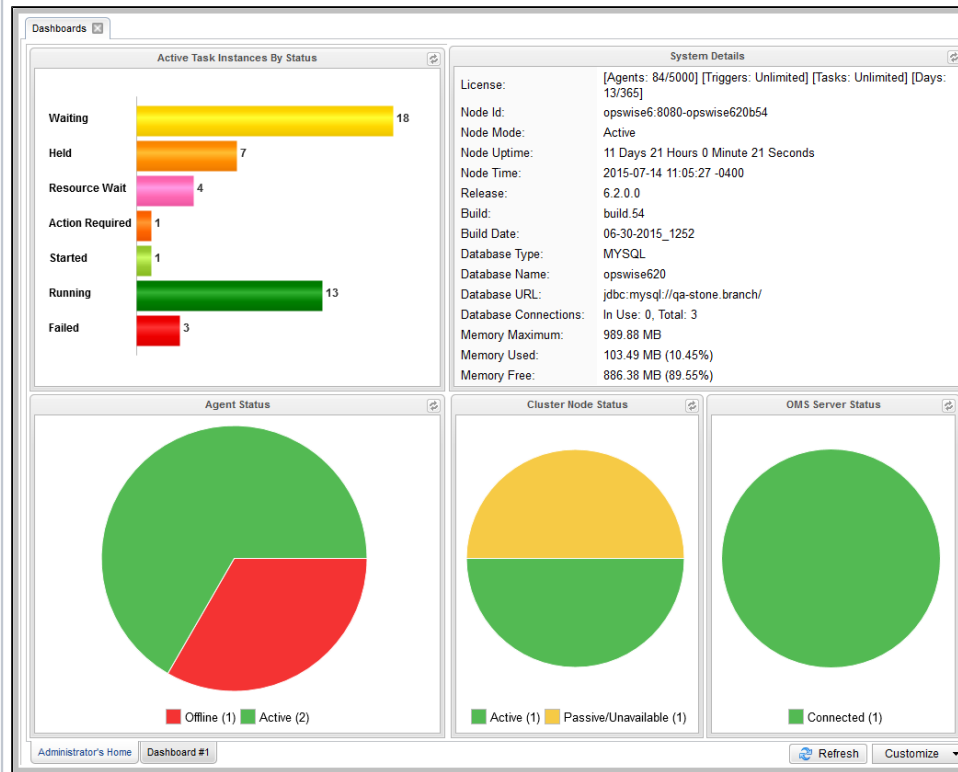 Dashboards
Active Task Instances By Status
Waiting 18
Held 7
Resource Wait 4
Action Required 1
Started 1
Running 13
Failed 3
System Details
License: [Agents: 84/5000] [Triggers: Unlimited] [Tasks: Unlimited] [Days:
13/365]
Node Id: opswise6:8080-opswise620b54
Node Mode: Active
Node Uptime: 11 Days 21 Hours 0 Minute 21 Seconds
Node Time: 2015-07-14 11:05:27 -0400
Release: 6.2.0.0
Build: build.54
Build Date: 06-30-2015_1252
Database Type: MYSQL
Database Name: opswise620
Database URL: jdbc:mysql://qa-stone.branch/
Database Connections: In Use: 0, Total: 3
Memory Maximum: 989.88 MB
Memory Used: 103.49 MB (10.45%)
Memory Free: 886.38 MB (89.55%)
Agent Status
Offline (1) Active (2)
Cluster Node Status
Active (1) Passive/Unavailable (1)
OMS Server Status
Connected (1)
Administrator's Home Dashboard #1
Refresh Customize